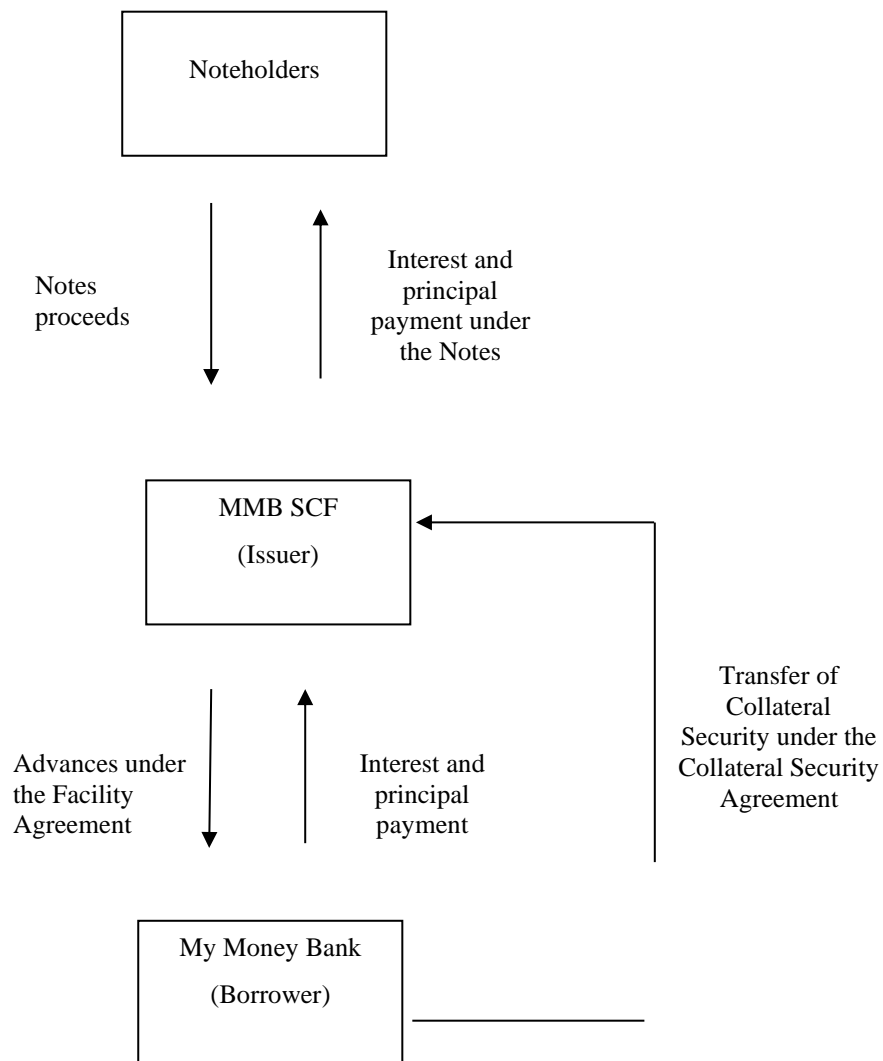 Noteholders
Notes
proceeds
Interest and
principal
payment under
the Notes
MMB SCF
(Issuer)
Transfer of
Collateral
Security under the
Collateral Security
Agreement
Advances under
the Facility
Agreement
Interest and
principal
payment
My Money Bank
(Borrower)